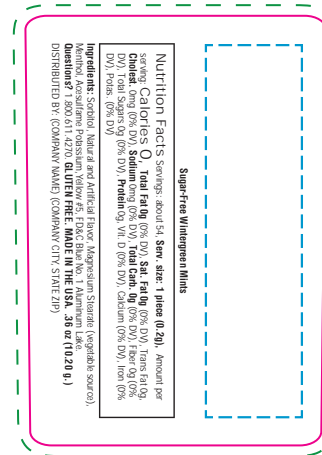 Sugar-Free Wintergreen Mints
Nutrition Facts Servings: about 54, Serv. size: 1 piece (0.2g), Amount per
serving: Calories 0, Total Fat 0g (0% DV), Sat. Fat 0g (0% DV), Trans Fat 0g,
Cholest. 0mg (0% DV), Sodium 0mg (0% DV), Total Carb. 0g (0% DV), Fiber 0g (0%
DV), Total Sugars 0g (0% DV), Protein 0g, Vit. D (0% DV), Calcium (0% DV), Iron (0%
DV), Potas. (0% DV)
Ingredients: Sorbitol, Natural and Artificial Flavor, Magnesium Stearate (vegetable source),
Menthol, Acesulfame Potassium, Yellow #5, FD&C Blue No. 1 Aluminum Lake.
Questions? 1.800.611.4270. GLUTEN FREE. MADE IN THE USA. .36 oz (10.20 g.)
DISTRIBUTED BY: (COMPANY NAME) (COMPANY CITY, STATE ZIP)